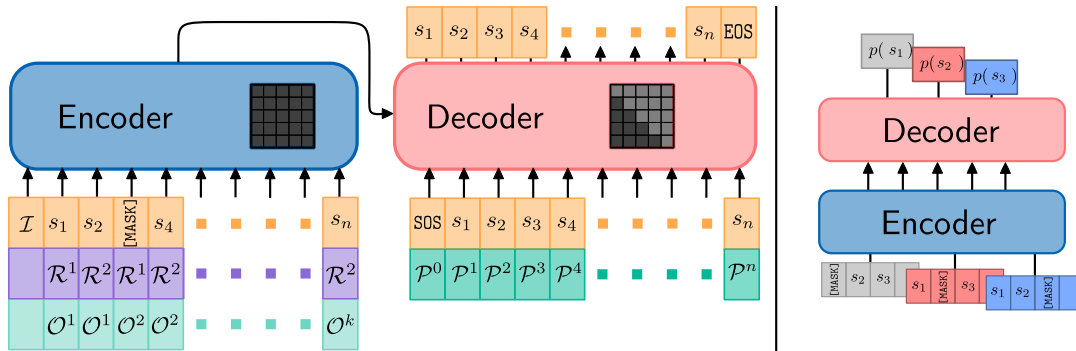 s₁ s₂ s₃ s₄ sₙ EOS
Encoder
Decoder
ℐ s₁ s₂ [MASK] s₄ sₙ
ℛ¹ ℛ² ℛ¹ ℛ² ℛ²
𝒪¹ 𝒪¹ 𝒪² 𝒪² 𝒪ᵏ
SOS s₁ s₂ s₃ s₄ sₙ
𝒫⁰ 𝒫¹ 𝒫² 𝒫³ 𝒫⁴ 𝒫ⁿ
p(s₁)
p(s₂)
p(s₃)
Decoder
Encoder
[MASK] s₂ s₃
s₁ [MASK] s₃
s₁ s₂ [MASK]